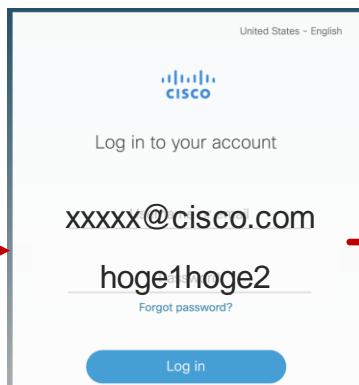 United States - English
CISCO
Log in to your account
xxxxx@cisco.com
hoge1hoge2
Forgot password?
Log in